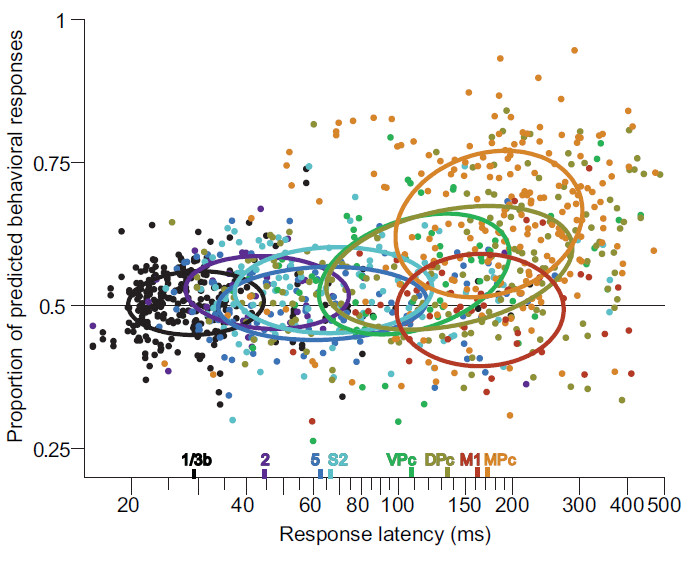 Proportion of predicted behavioral responses
1
0.75
0.5
0.25
1/3b 2 5 S2 VPc DPc M1 MPc
20 40 60 80 100 150 200 300 400 500
Response latency (ms)